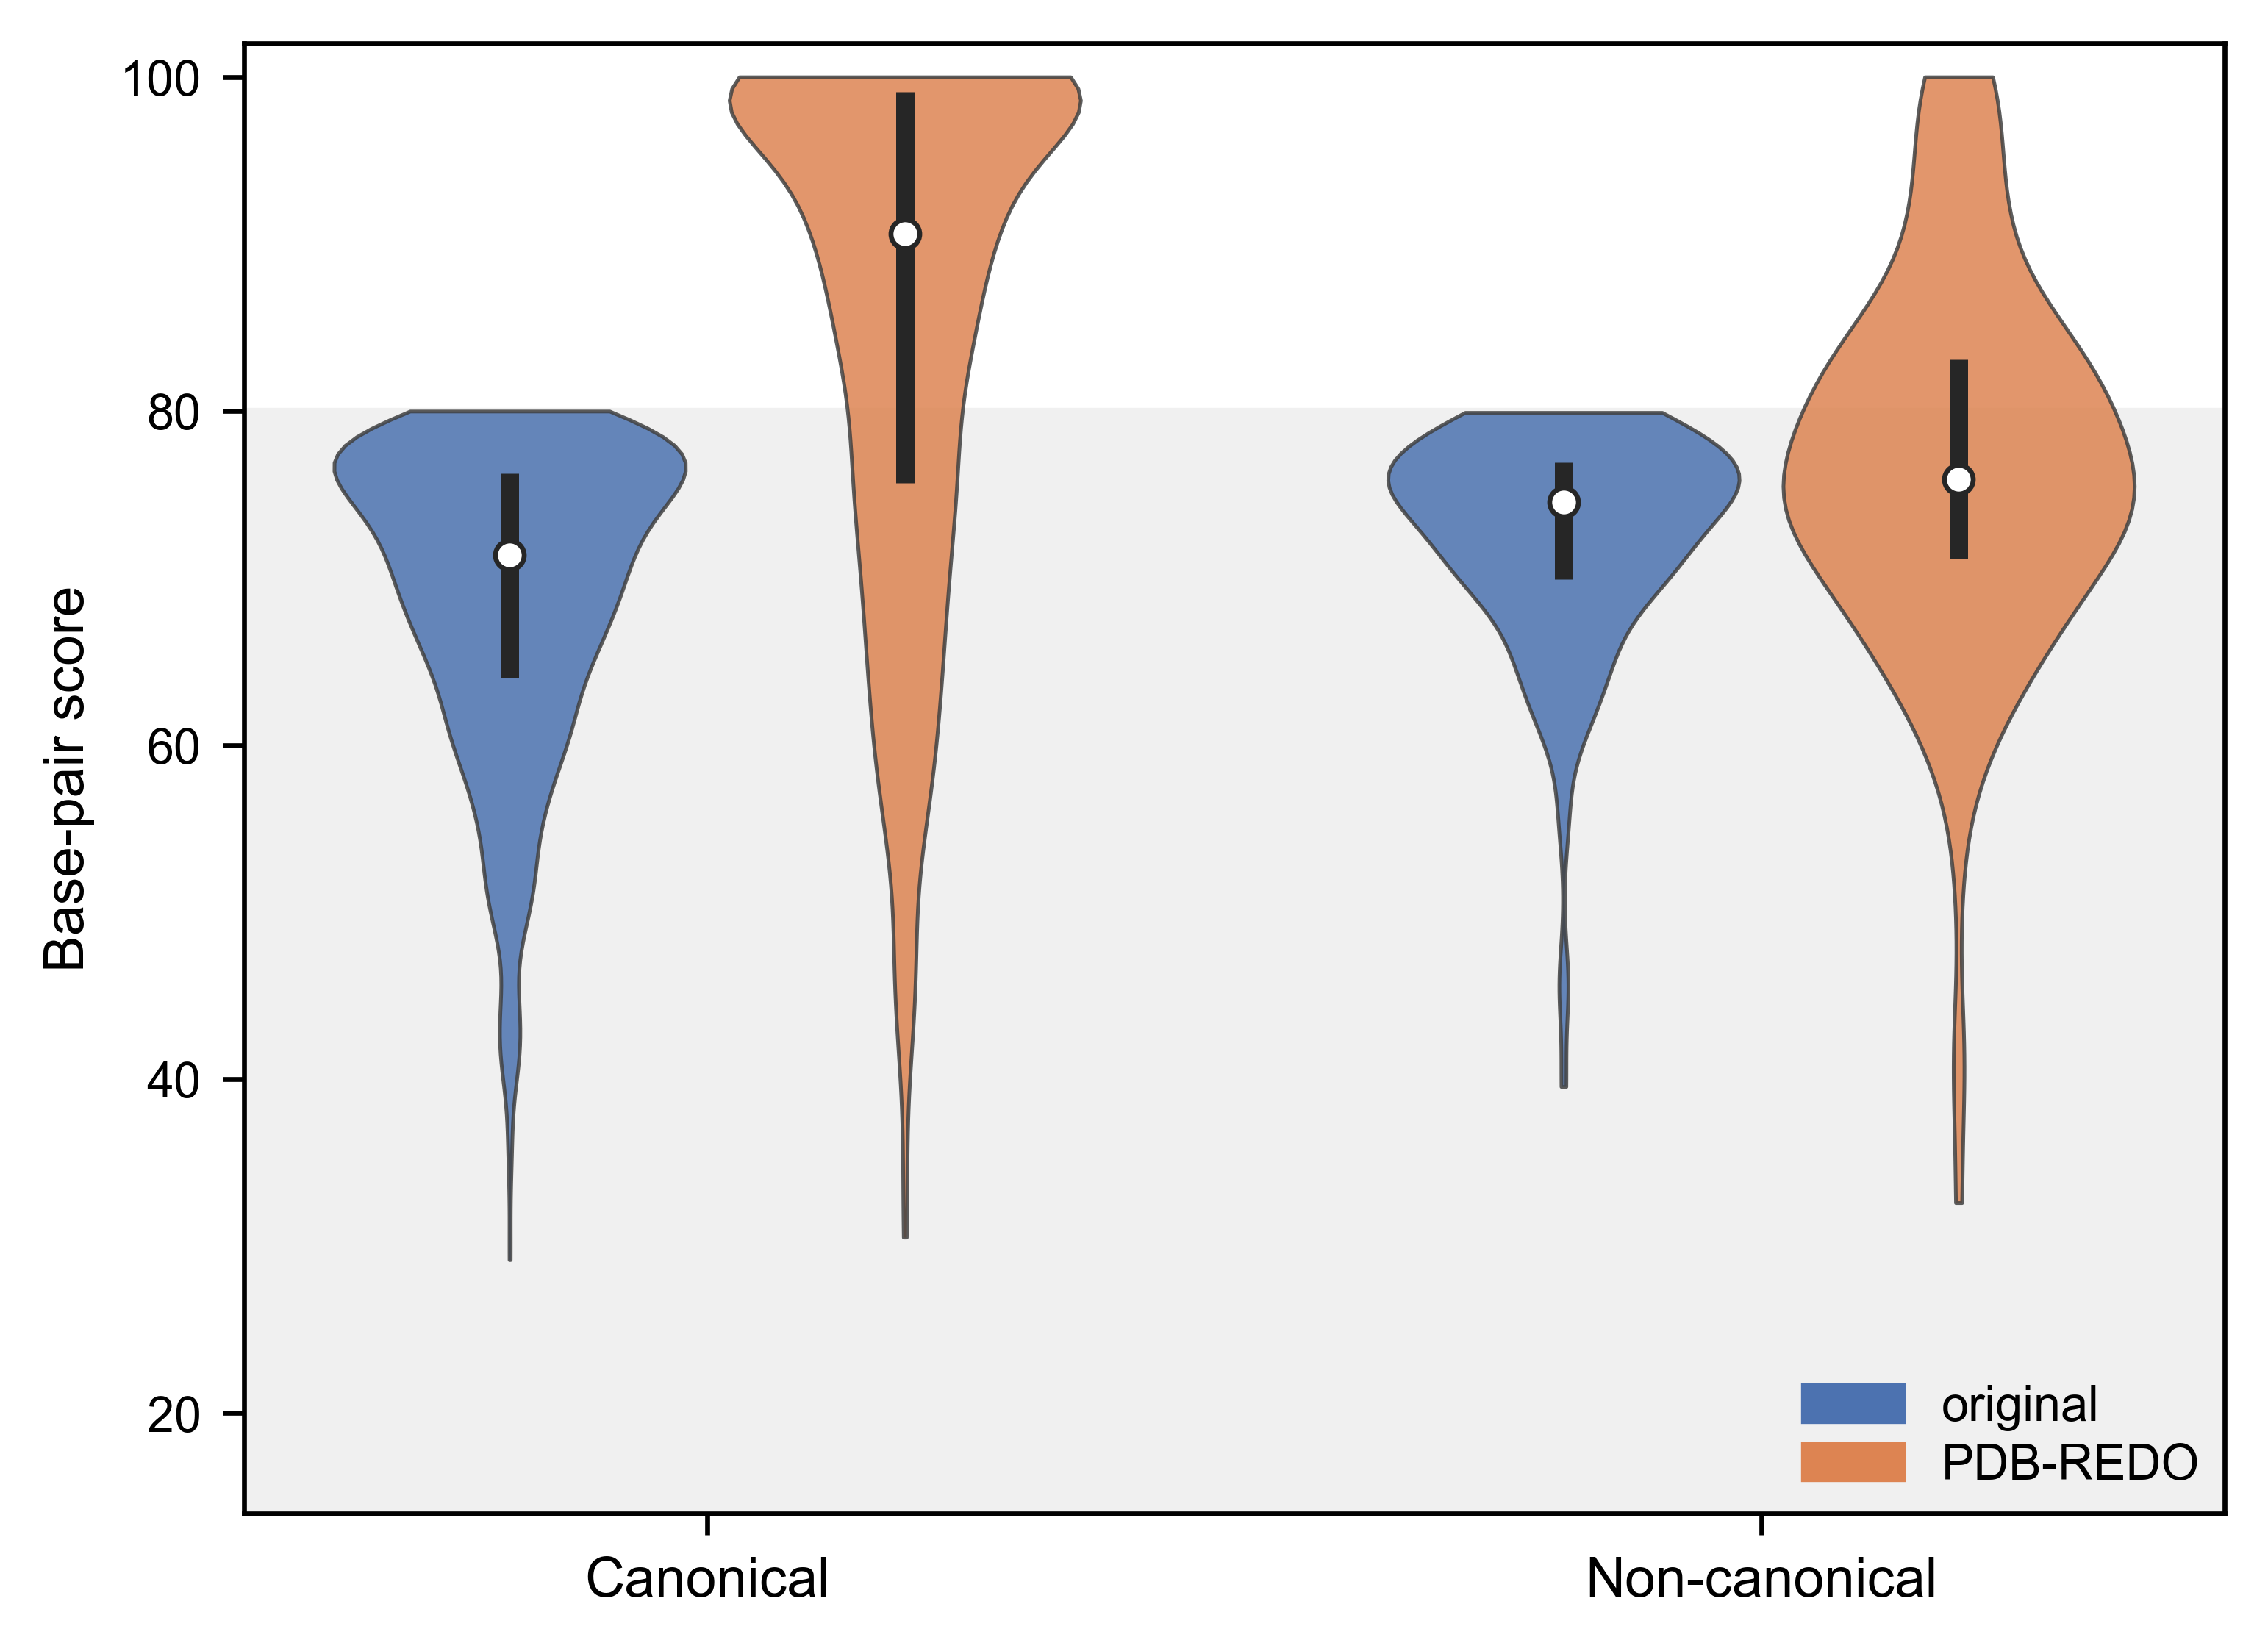 100
80
60
40
20
Base-pair score
Canonical
Non-canonical
original
PDB-REDO